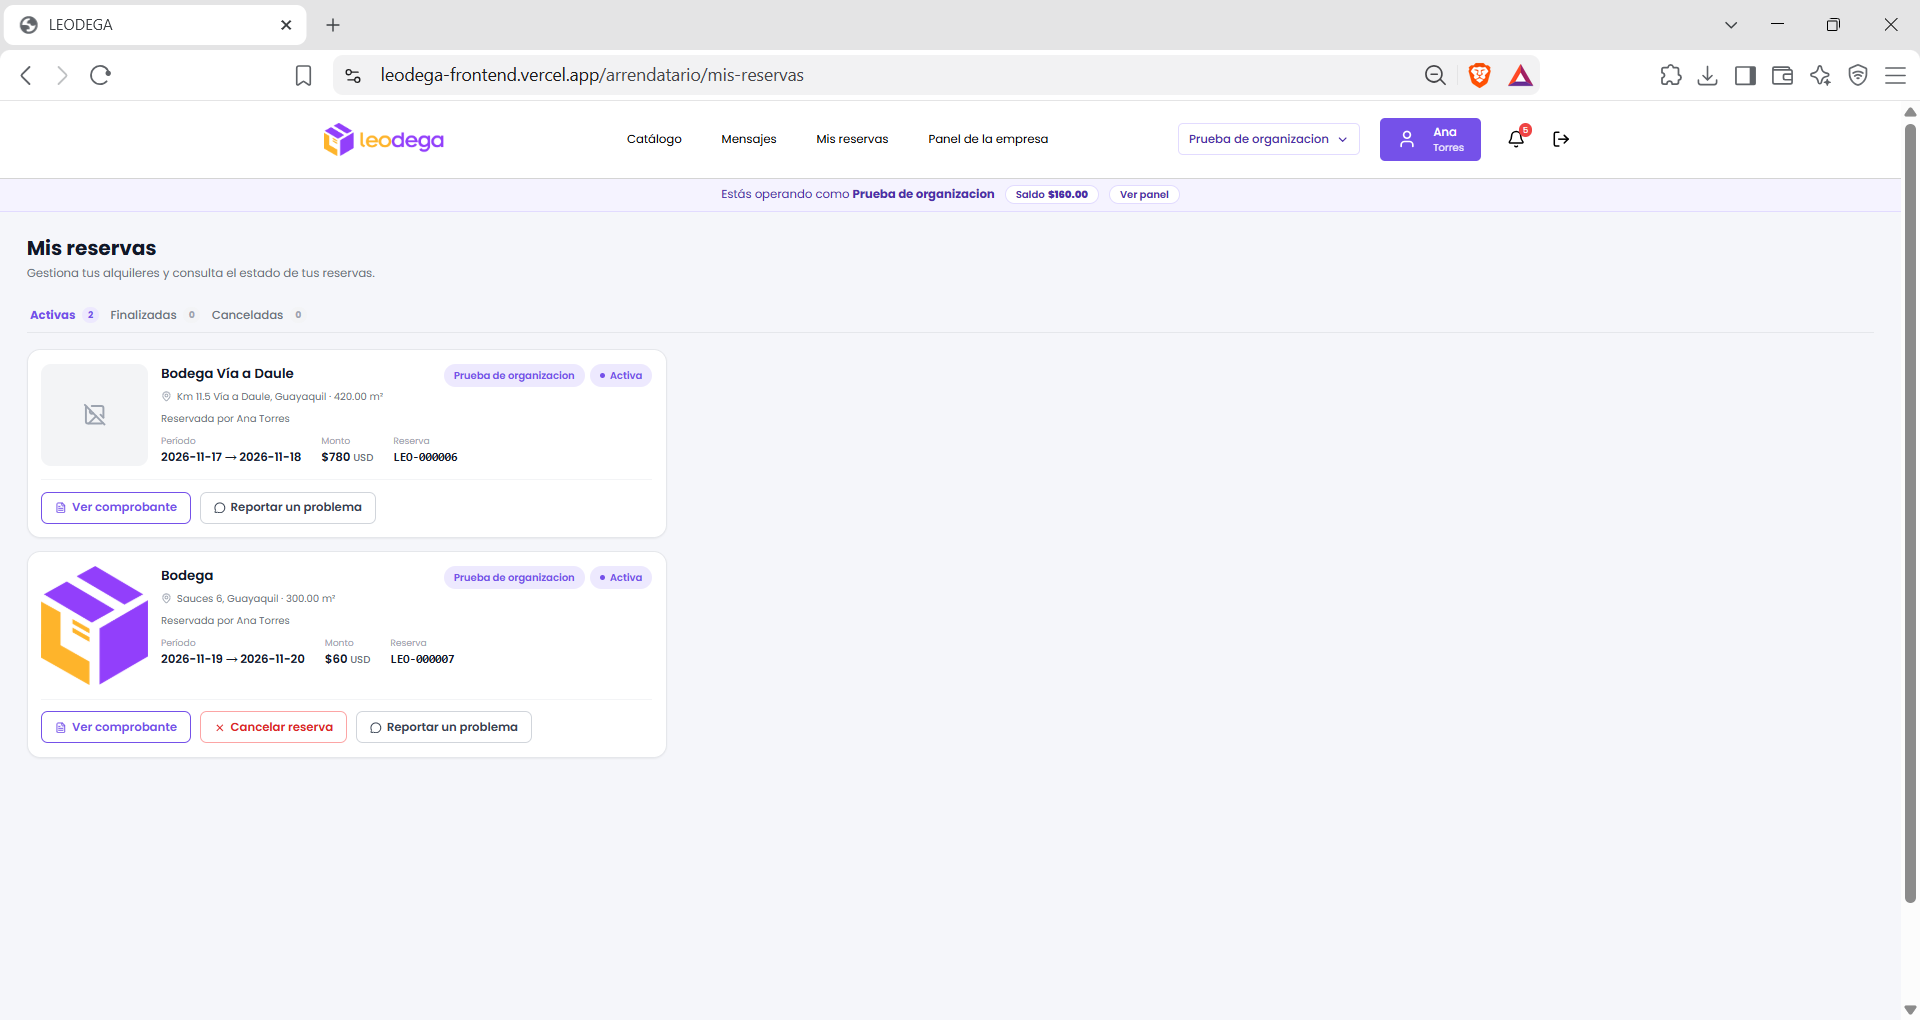 LEODEGA
leodega-frontend.vercel.app/arrendatario/mis-reservas
leodega
Catálogo
Mensajes
Mis reservas
Panel de la empresa
Prueba de organizacion
Ana
Torres
5
Estás operando como Prueba de organizacion
Saldo $160.00
Ver panel
Mis reservas
Gestiona tus alquileres y consulta el estado de tus reservas.
Activas 2
Finalizadas 0
Canceladas 0
Bodega Vía a Daule
Prueba de organizacion
Activa
Km 11.5 Vía a Daule, Guayaquil · 420.00 m²
Reservada por Ana Torres
Período
Monto
Reserva
2026-11-17 → 2026-11-18
$780 USD
LEO-000006
Ver comprobante
Reportar un problema
Bodega
Prueba de organizacion
Activa
Sauces 6, Guayaquil · 300.00 m²
Reservada por Ana Torres
Período
Monto
Reserva
2026-11-19 → 2026-11-20
$60 USD
LEO-000007
Ver comprobante
Cancelar reserva
Reportar un problema